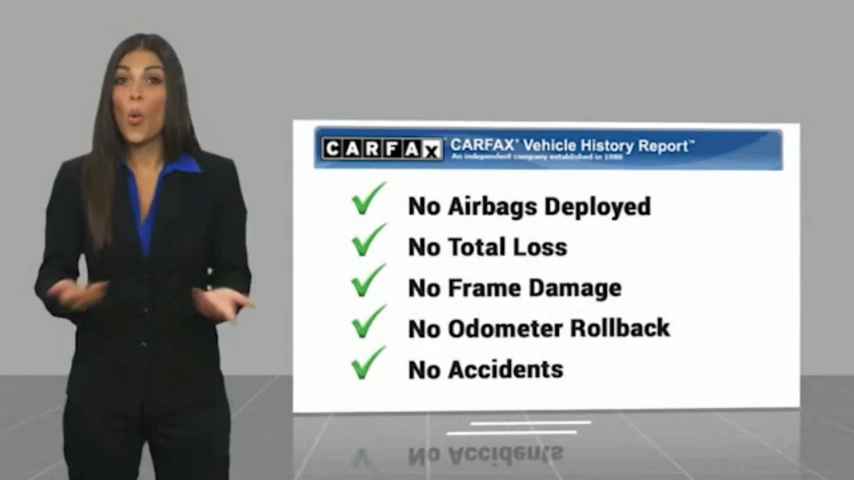 CARFAX CARFAX® Vehicle History Report™
An independent company established in 1986
No Airbags Deployed
No Total Loss
No Frame Damage
No Odometer Rollback
No Accidents
No Accidents